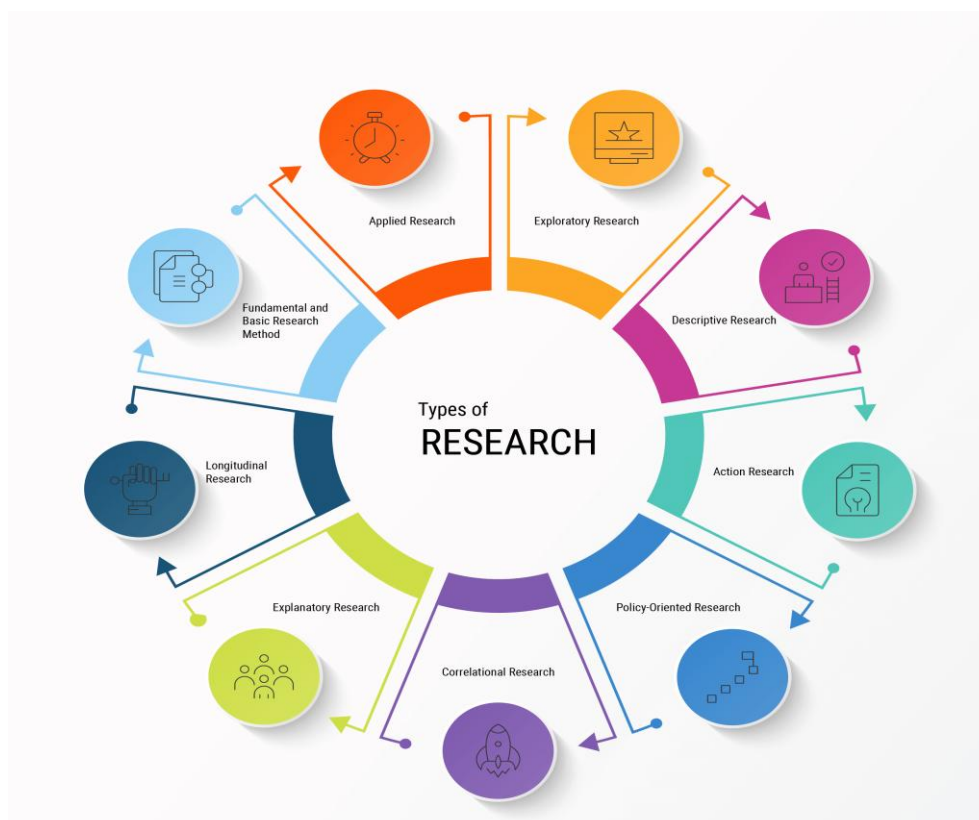 Types of
RESEARCH
Applied Research
Exploratory Research
Descriptive Research
Action Research
Policy-Oriented Research
Correlational Research
Explanatory Research
Longitudinal
Research
Fundamental and
Basic Research
Method